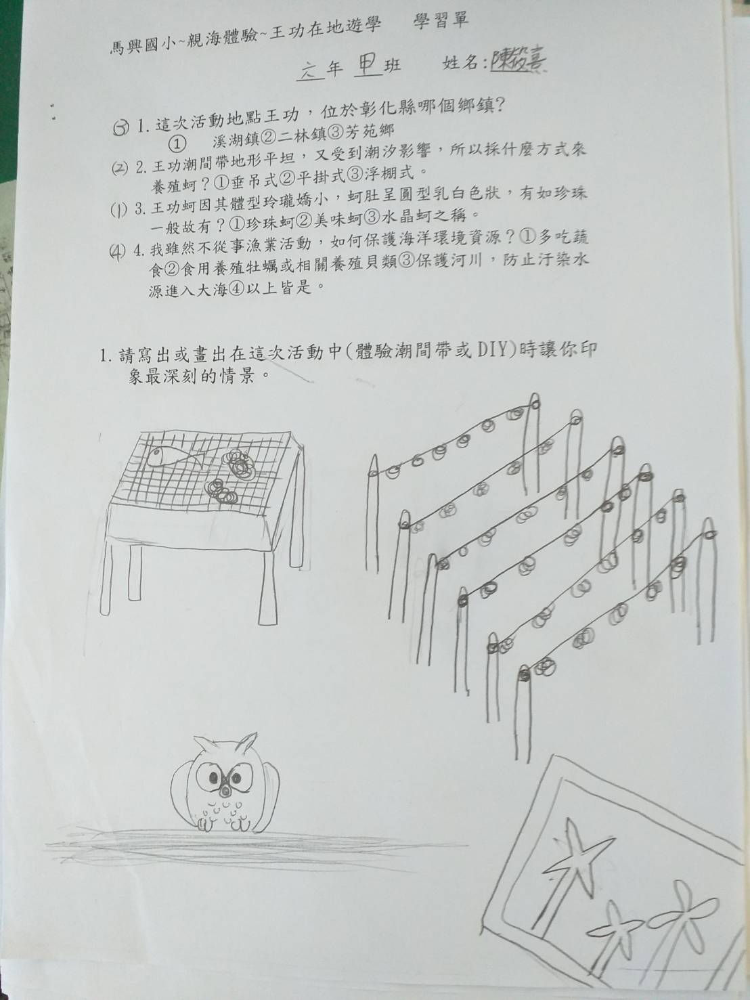 馬興國小~親海體驗~王功在地遊學 學習單
六年甲班 姓名:陳筱熹
(3) 1. 這次活動地點王功，位於彰化縣哪個鄉鎮?
① 溪湖鎮②二林鎮③芳苑鄉
(2) 2. 王功潮間帶地形平坦，又受到潮汐影響，所以採什麼方式來
養殖蚵？①垂吊式②平掛式③浮棚式。
(1) 3. 王功蚵因其體型玲瓏嬌小，蚵肚呈圓型乳白色狀，有如珍珠
一般故有？①珍珠蚵②美味蚵③水晶蚵之稱。
(4) 4. 我雖然不從事漁業活動，如何保護海洋環境資源？①多吃蔬
食②食用養殖牡蠣或相關養殖貝類③保護河川，防止汙染水
源進入大海④以上皆是。
1. 請寫出或畫出在這次活動中(體驗潮間帶或 DIY)時讓你印
象最深刻的情景。